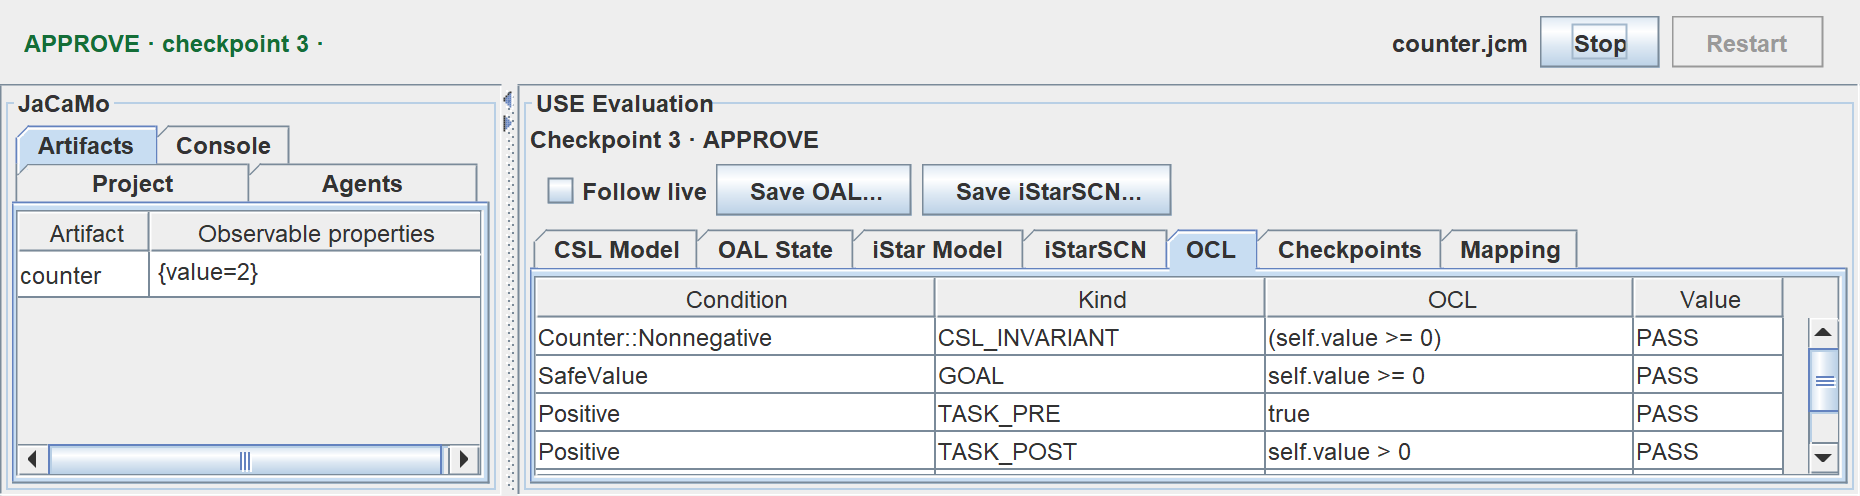 APPROVE · checkpoint 3 ·
counter.jcm Stop Restart
JaCaMo
Artifacts Console
Project Agents
Artifact Observable properties
counter {value=2}
USE Evaluation
Checkpoint 3 · APPROVE
Follow live Save OAL... Save iStarSCN...
CSL Model OAL State iStar Model iStarSCN OCL Checkpoints Mapping
Condition Kind OCL Value
Counter::Nonnegative CSL_INVARIANT (self.value >= 0) PASS
SafeValue GOAL self.value >= 0 PASS
Positive TASK_PRE true PASS
Positive TASK_POST self.value > 0 PASS